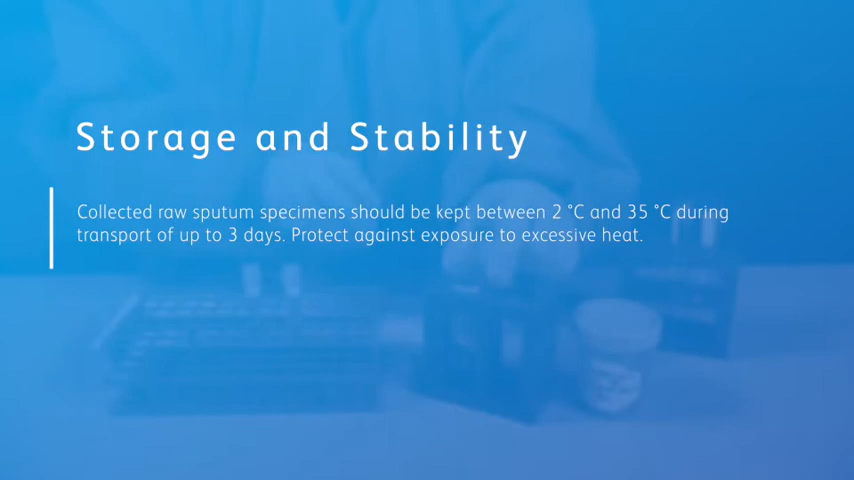 Storage and Stability
Collected raw sputum specimens should be kept between 2 °C and 35 °C during
transport of up to 3 days. Protect against exposure to excessive heat.